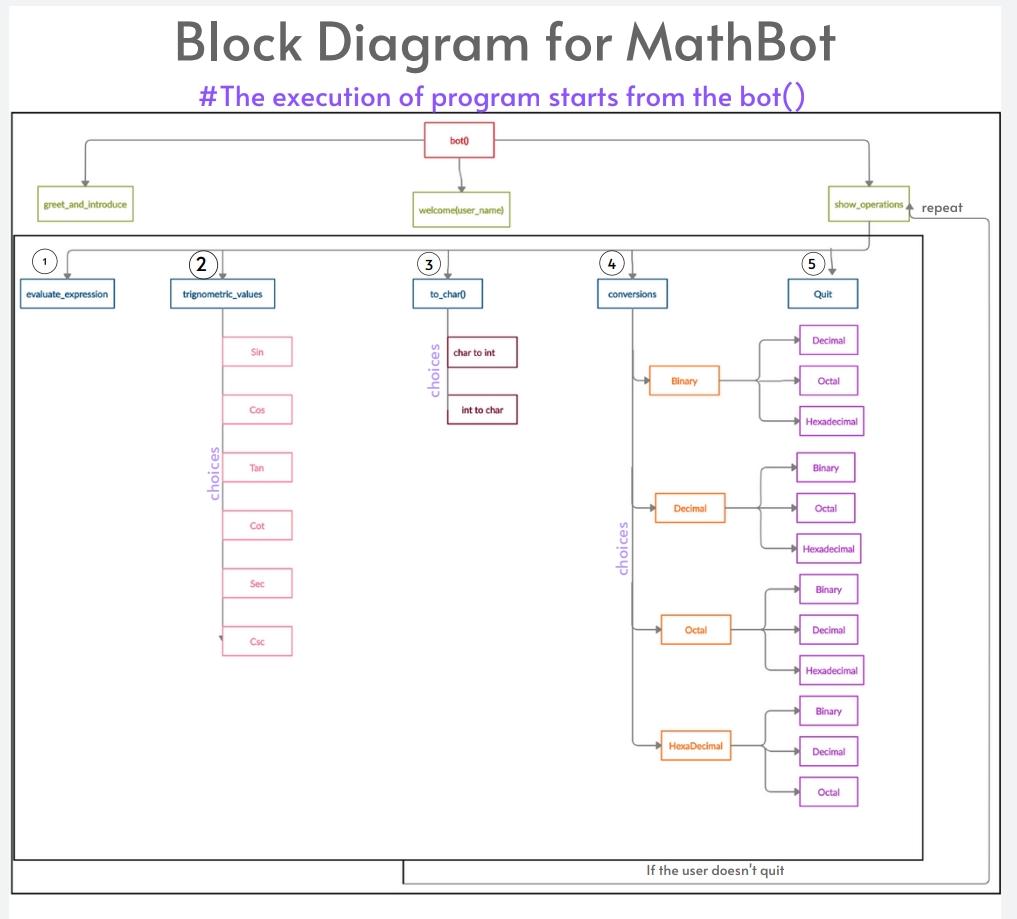 Block Diagram for MathBot
#The execution of program starts from the bot()
bot()
greet_and_introduce
welcome(user_name)
show_operations
repeat
1
2
3
4
5
evaluate_expression
trignometric_values
to_char()
conversions
Quit
choices
Sin
Cos
Tan
Cot
Sec
Csc
choices
char to int
int to char
choices
Binary
Decimal
Octal
Hexadecimal
Decimal
Binary
Octal
Hexadecimal
Octal
Binary
Decimal
Hexadecimal
HexaDecimal
Binary
Decimal
Octal
If the user doesn't quit